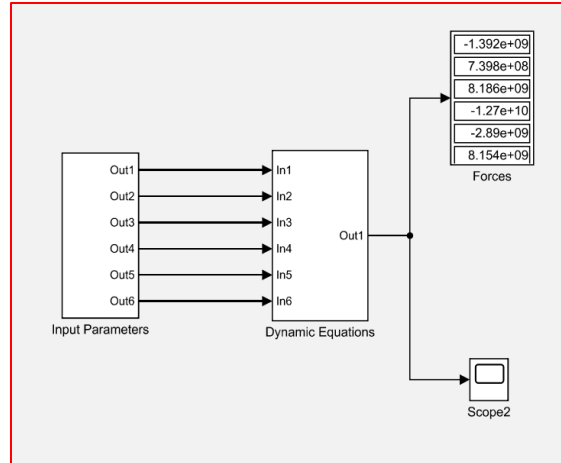 -1.392e+09
7.398e+08
8.186e+09
-1.27e+10
-2.89e+09
8.154e+09
Forces
Out1
Out2
Out3
Out4
Out5
Out6
Input Parameters
In1
In2
In3
In4
In5
In6
Out1
Dynamic Equations
Scope2